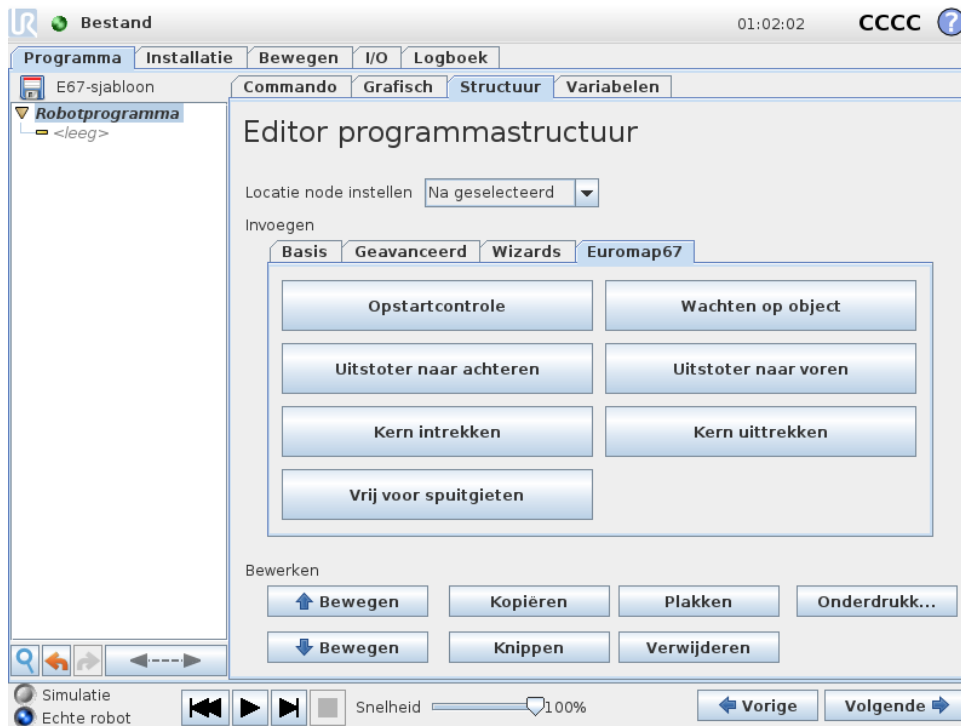 UR Bestand 01:02:02 CCCC ?
Programma Installatie Bewegen I/O Logboek
E67-sjabloon Commando Grafisch Structuur Variabelen
Robotprogramma
<leeg>
Editor programmastructuur
Locatie node instellen Na geselecteerd
Invoegen
Basis Geavanceerd Wizards Euromap67
Opstartcontrole Wachten op object
Uitstoter naar achteren Uitstoter naar voren
Kern intrekken Kern uittrekken
Vrij voor spuitgieten
Bewerken
Bewegen Kopiëren Plakken Onderdrukk...
Bewegen Knippen Verwijderen
Simulatie
Echte robot
Snelheid 100% Vorige Volgende